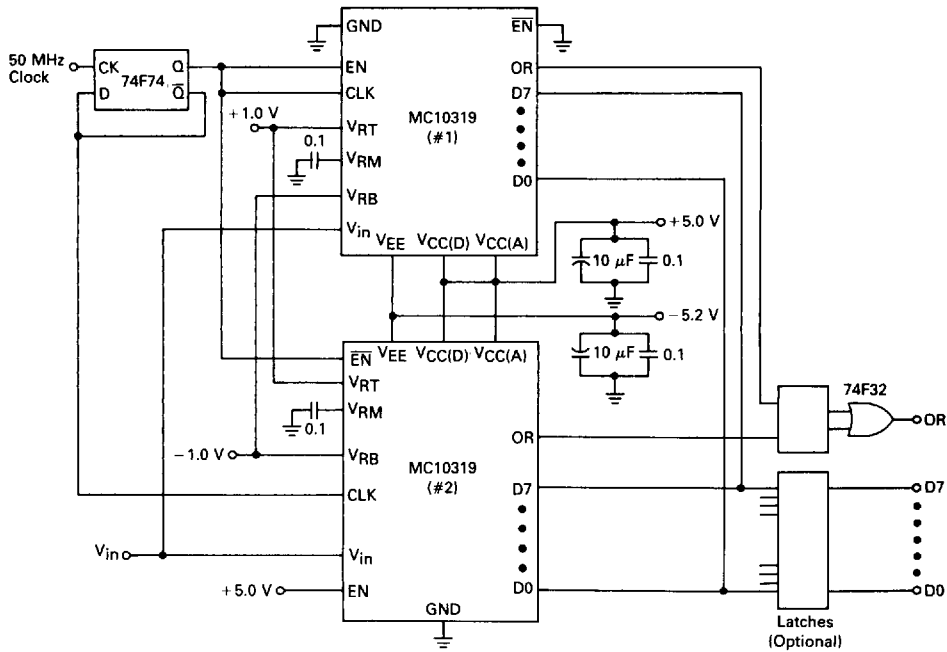 50 MHz
Clock
CK
Q
74F74
D
Q̅
+1.0 V
0.1
GND
E̅N̅
EN
CLK
VRT
VRM
VRB
Vin
MC10319
(#1)
OR
D7
D0
VEE
VCC(D)
VCC(A)
+5.0 V
10 μF
0.1
−5.2 V
10 μF
0.1
E̅N̅
VEE
VCC(D)
VCC(A)
VRT
VRM
0.1
VRB
−1.0 V
CLK
MC10319
(#2)
OR
D7
D0
Vin
Vin
+5.0 V
EN
GND
74F32
OR
D7
D0
Latches
(Optional)